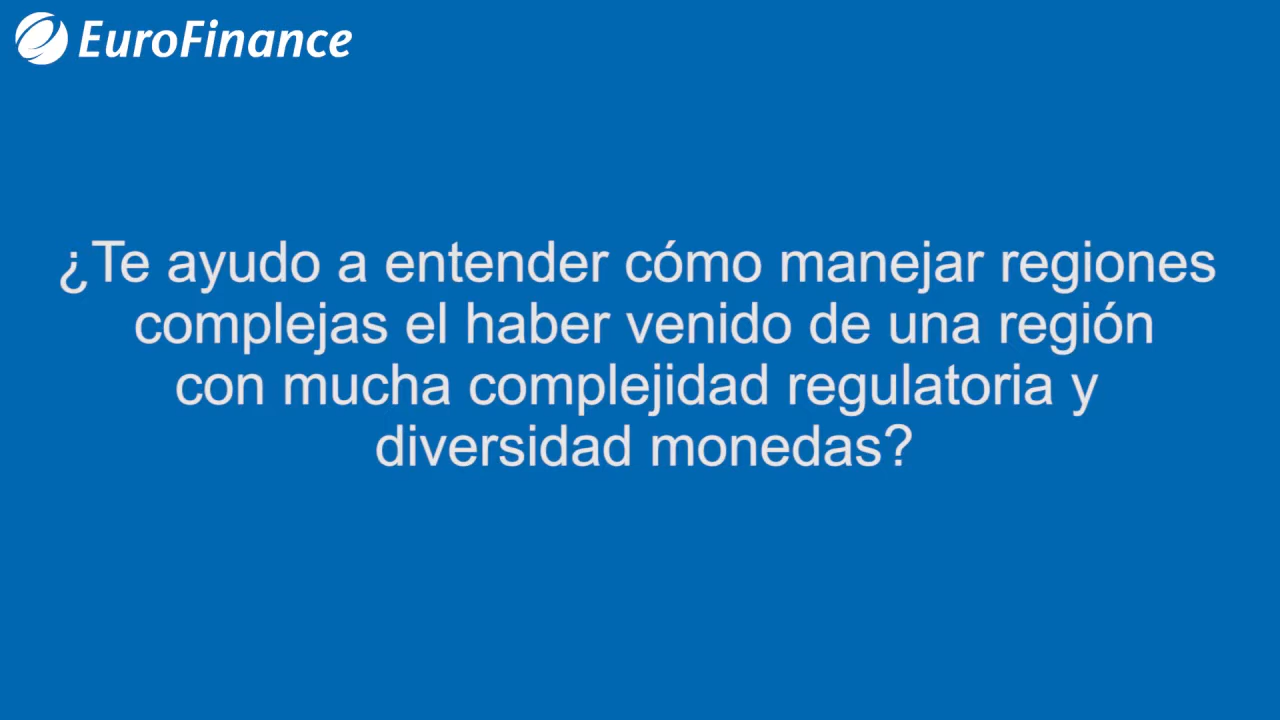 EuroFinance
¿Te ayudo a entender cómo manejar regiones
complejas el haber venido de una región
con mucha complejidad regulatoria y
diversidad monedas?